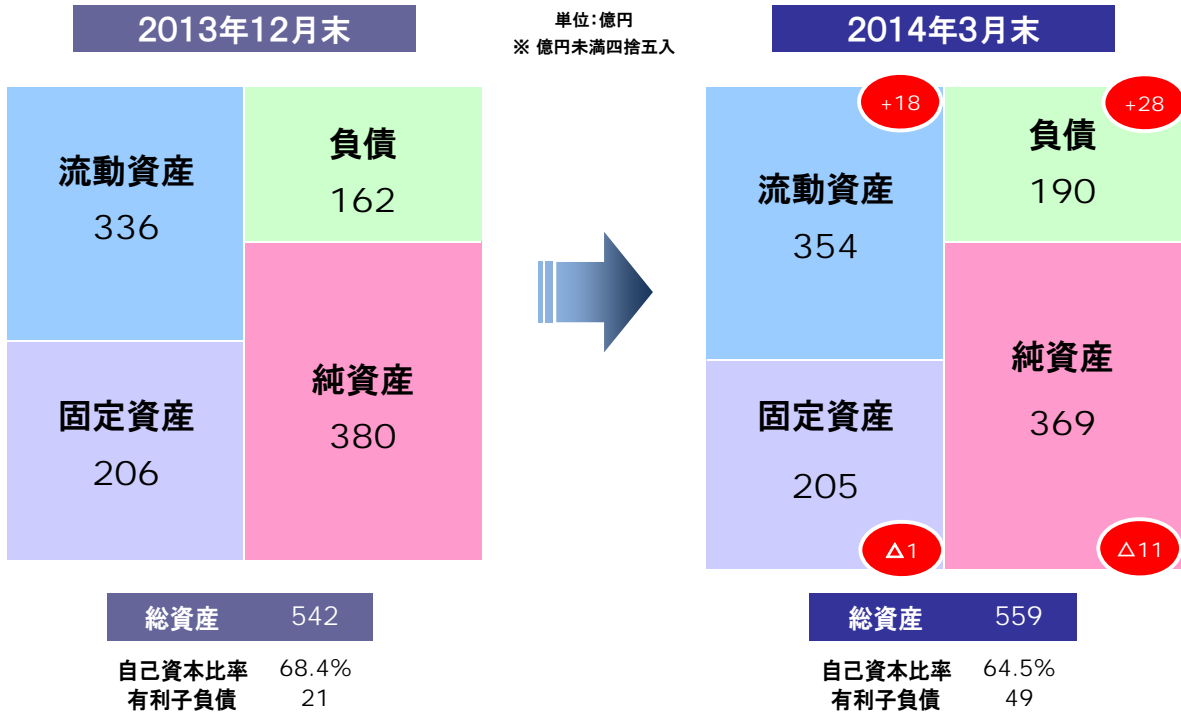 2013年12月末
単位：億円
※ 億円未満四捨五入
2014年3月末
流動資産
336
負債
162
固定資産
206
純資産
380
総資産 542
自己資本比率 68.4%
有利子負債 21
+18
+28
流動資産
354
負債
190
固定資産
205
純資産
369
△1
△11
総資産 559
自己資本比率 64.5%
有利子負債 49